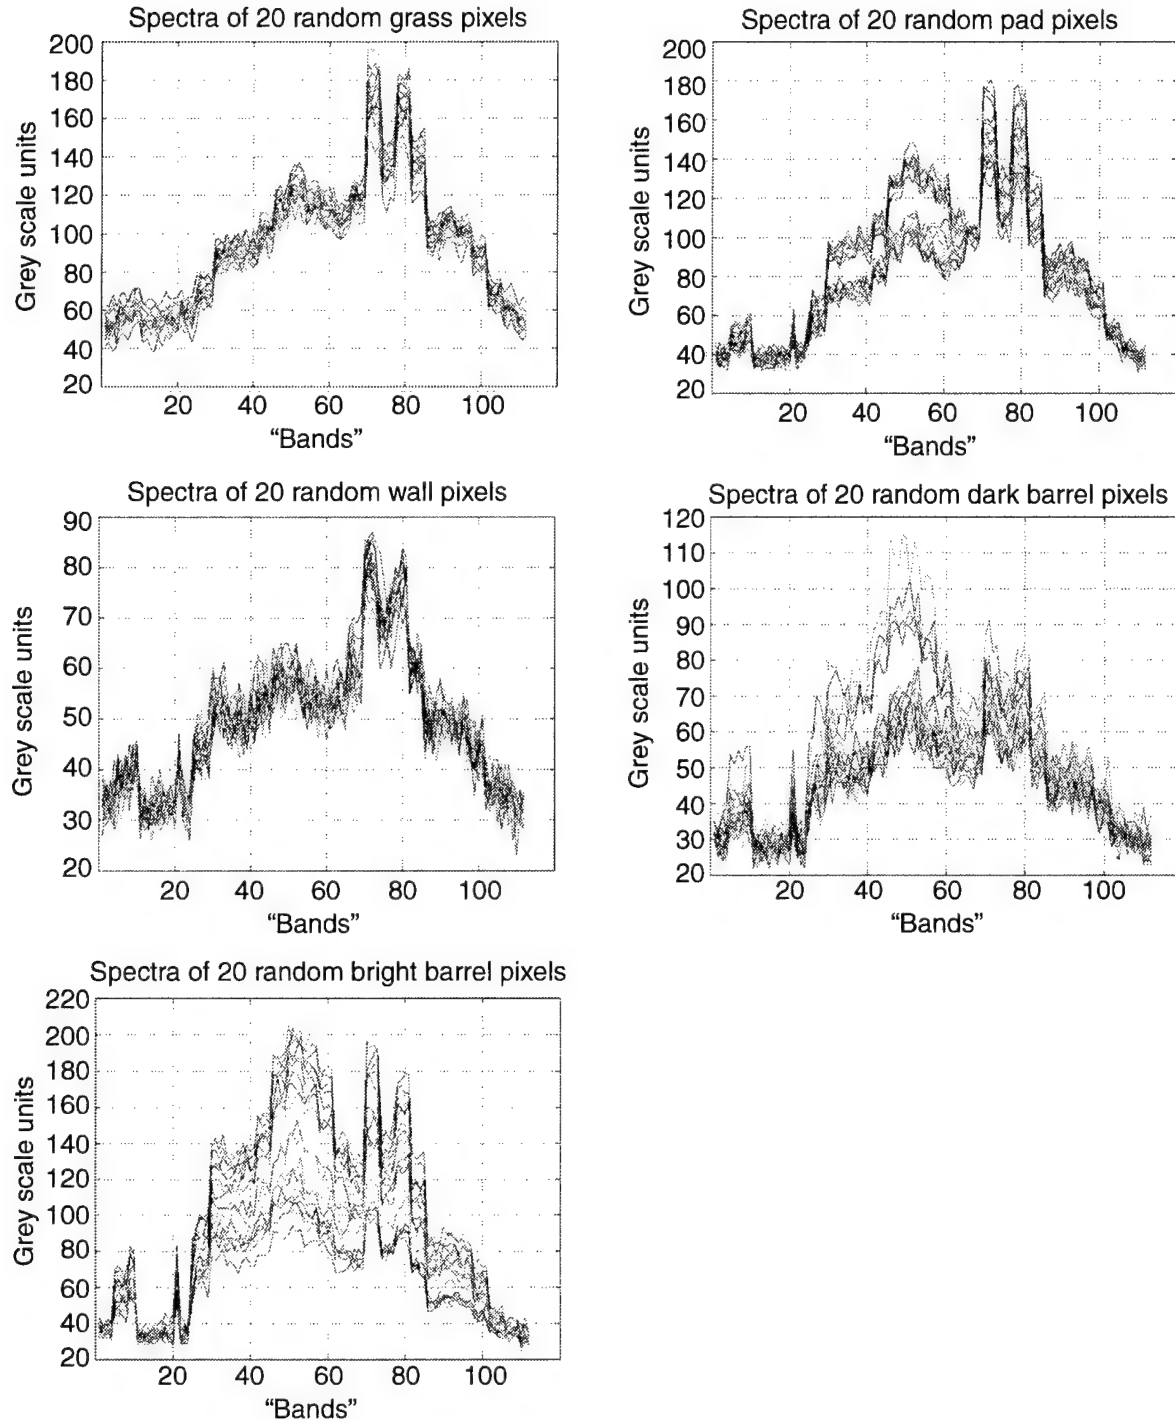 Spectra of 20 random grass pixels
200
180
160
140
120
100
80
60
40
20
Grey scale units
20 40 60 80 100
“Bands”
Spectra of 20 random pad pixels
200
180
160
140
120
100
80
60
40
20
Grey scale units
20 40 60 80 100
“Bands”
Spectra of 20 random wall pixels
90
80
70
60
50
40
30
20
Grey scale units
20 40 60 80 100
“Bands”
Spectra of 20 random dark barrel pixels
120
110
100
90
80
70
60
50
40
30
20
Grey scale units
20 40 60 80 100
“Bands”
Spectra of 20 random bright barrel pixels
220
200
180
160
140
120
100
80
60
40
20
Grey scale units
20 40 60 80 100
“Bands”